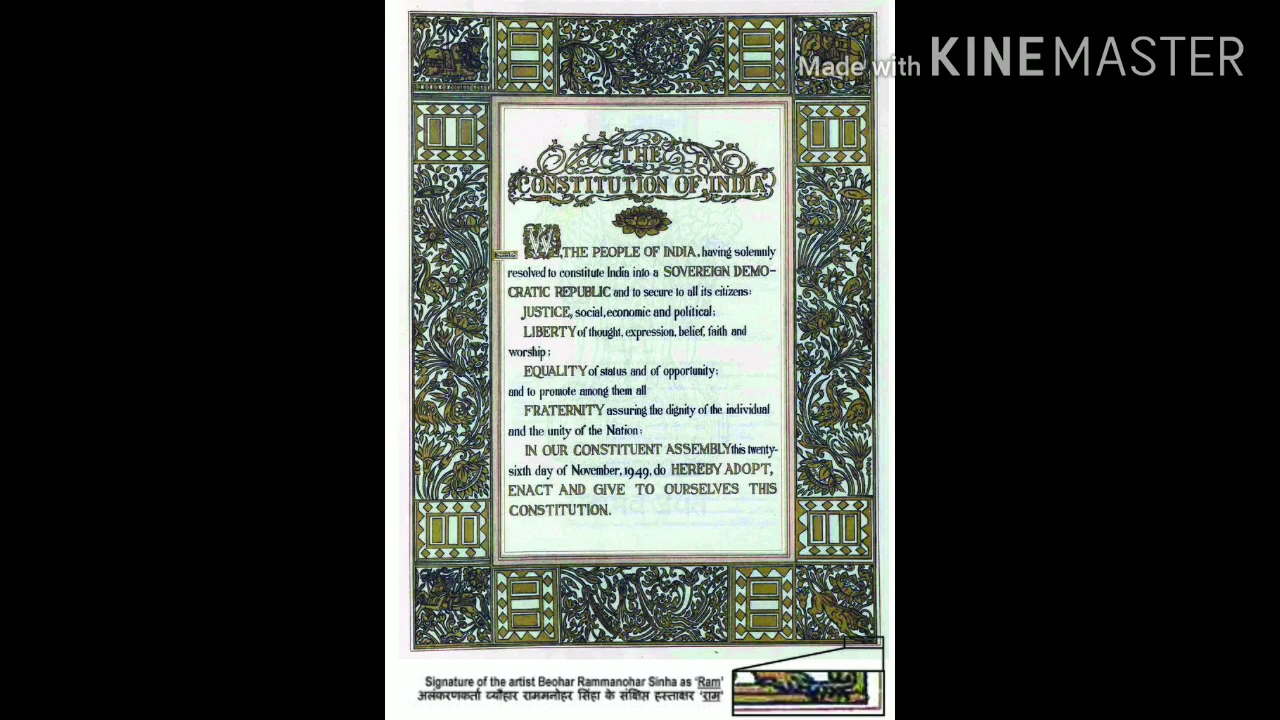 Made with KINEMASTER
THE
CONSTITUTION OF INDIA
WE, THE PEOPLE OF INDIA, having solemnly
resolved to constitute India into a SOVEREIGN DEMO-
CRATIC REPUBLIC and to secure to all its citizens:
JUSTICE, social, economic and political;
LIBERTY of thought, expression, belief, faith and
worship;
EQUALITY of status and of opportunity;
and to promote among them all
FRATERNITY assuring the dignity of the individual
and the unity of the Nation;
IN OUR CONSTITUENT ASSEMBLY this twenty-
sixth day of November, 1949, do HEREBY ADOPT,
ENACT AND GIVE TO OURSELVES THIS
CONSTITUTION.
Signature of the artist Beohar Rammanohar Sinha as 'Ram'
अलंकरणकर्ता ब्यौहार राममनोहर सिंहा के संक्षिप्त हस्ताक्षर 'राम'